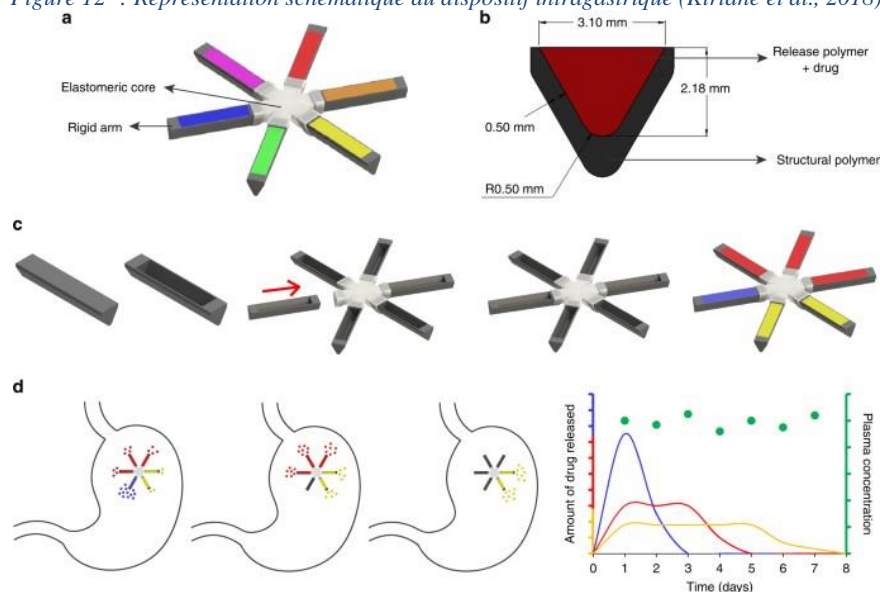 Figure 12 : Représentation schématique du dispositif intragastrique (Kirtane et al., 2018)
a
Elastomeric core
Rigid arm
b
3.10 mm
Release polymer
+ drug
2.18 mm
0.50 mm
Structural polymer
R0.50 mm
c
d
Amount of drug released
Plasma concentration
0 1 2 3 4 5 6 7 8
Time (days)